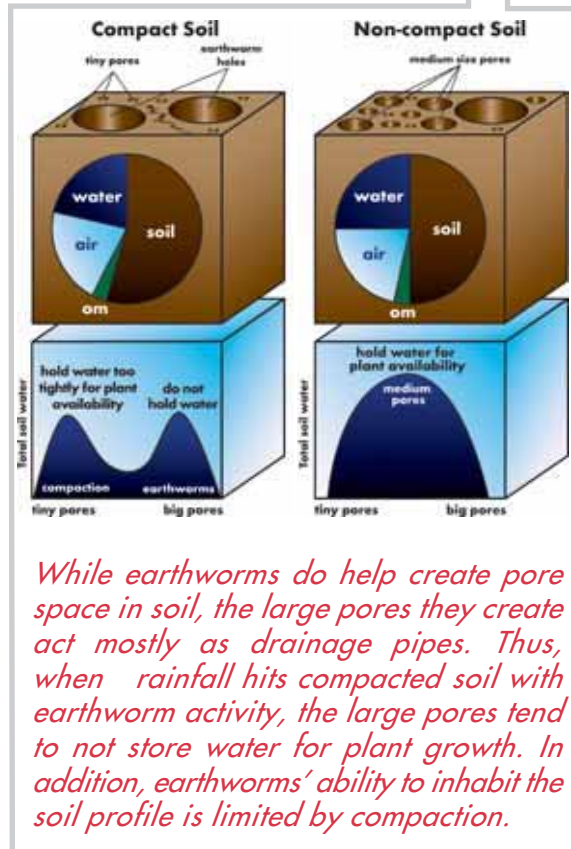 Compact Soil
tiny pores
earthworm
holes
water
soil
air
om
Total soil water
hold water too
tightly for plant
availability
do not
hold water
compaction
earthworms
tiny pores
big pores
Non-compact Soil
medium size pores
water
soil
air
om
Total soil water
hold water for
plant availability
medium
pores
tiny pores
big pores
While earthworms do help create pore
space in soil, the large pores they create
act mostly as drainage pipes. Thus,
when rainfall hits compacted soil with
earthworm activity, the large pores tend
to not store water for plant growth. In
addition, earthworms' ability to inhabit the
soil profile is limited by compaction.